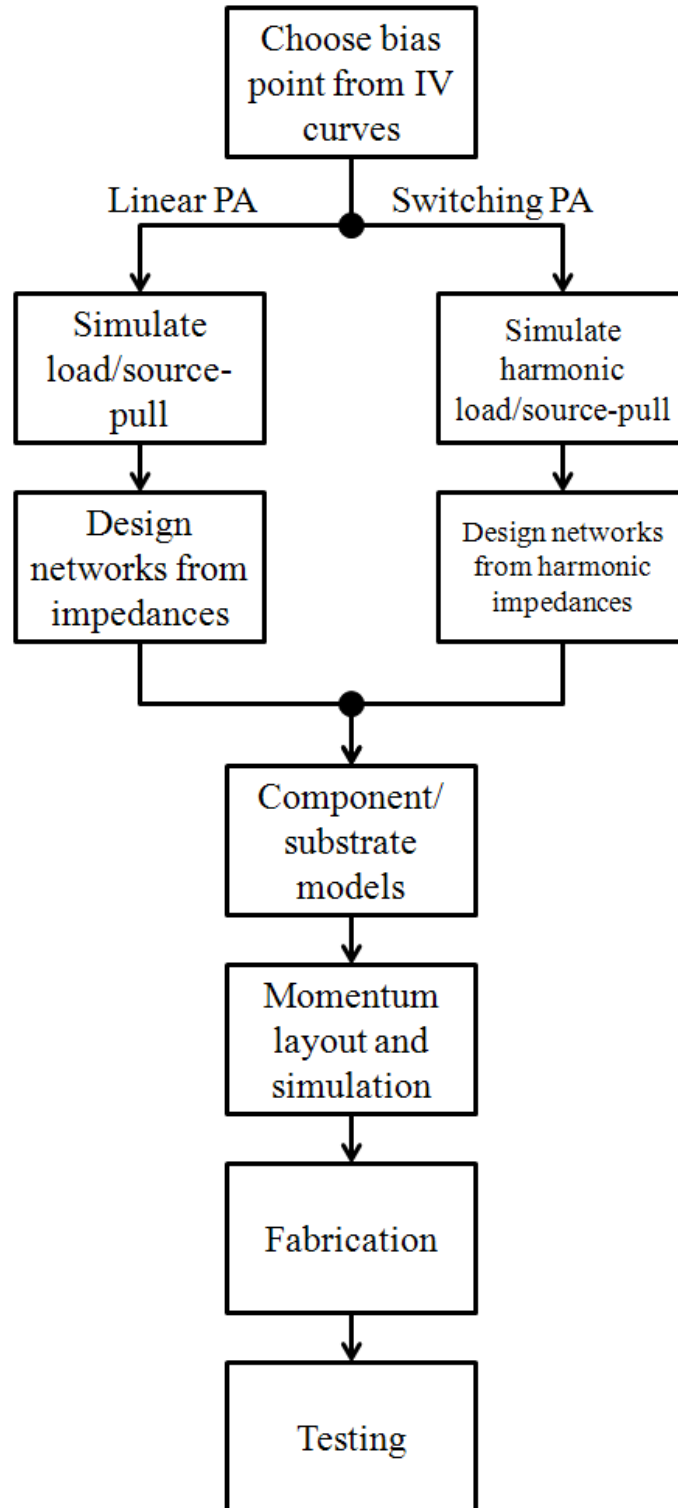 Choose bias
point from IV
curves
Linear PA
Switching PA
Simulate
load/source-
pull
Simulate
harmonic
load/source-pull
Design
networks from
impedances
Design networks
from harmonic
impedances
Component/
substrate
models
Momentum
layout and
simulation
Fabrication
Testing